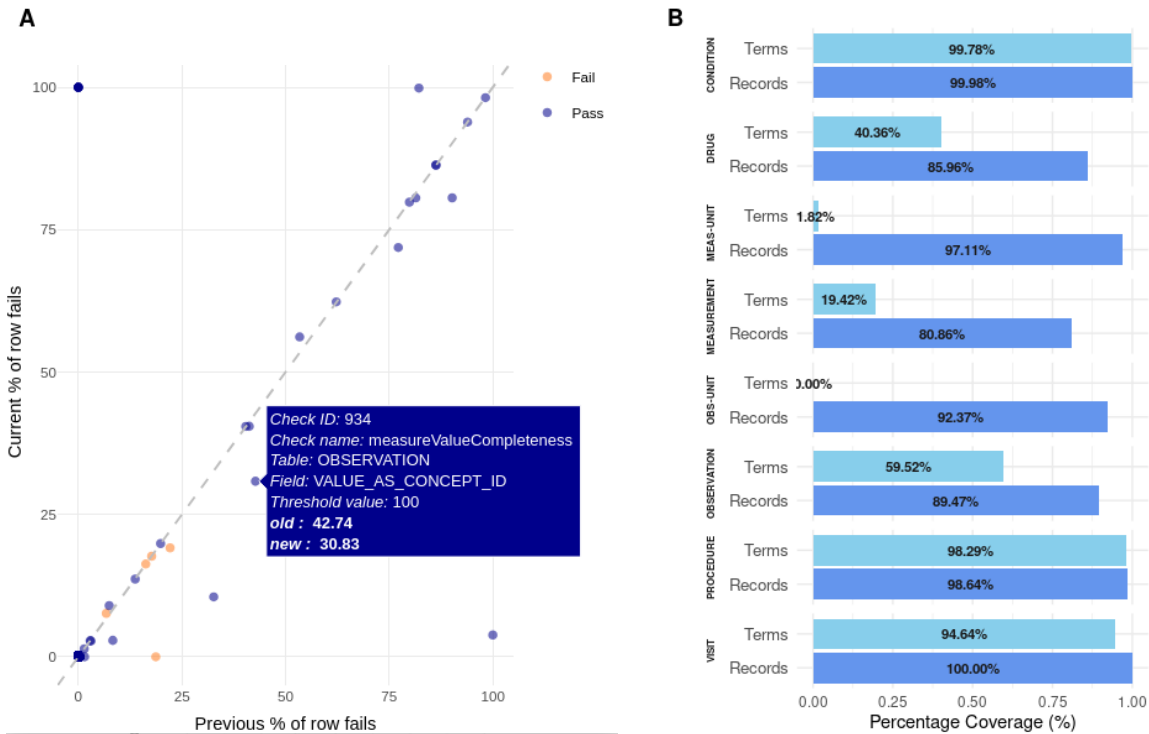 A
Fail
Pass
100
75
50
25
0
0
25
50
75
100
Current % of row fails
Previous % of row fails
Check ID: 934
Check name: measureValueCompleteness
Table: OBSERVATION
Field: VALUE_AS_CONCEPT_ID
Threshold value: 100
old : 42.74
new : 30.83
B
CONDITION
Terms
99.78%
Records
99.98%
DRUG
Terms
40.36%
Records
85.96%
MEAS-UNIT
Terms
1.82%
Records
97.11%
MEASUREMENT
Terms
19.42%
Records
80.86%
OBS-UNIT
Terms
0.00%
Records
92.37%
OBSERVATION
Terms
59.52%
Records
89.47%
PROCEDURE
Terms
98.29%
Records
98.64%
VISIT
Terms
94.64%
Records
100.00%
0.00
0.25
0.50
0.75
1.00
Percentage Coverage (%)